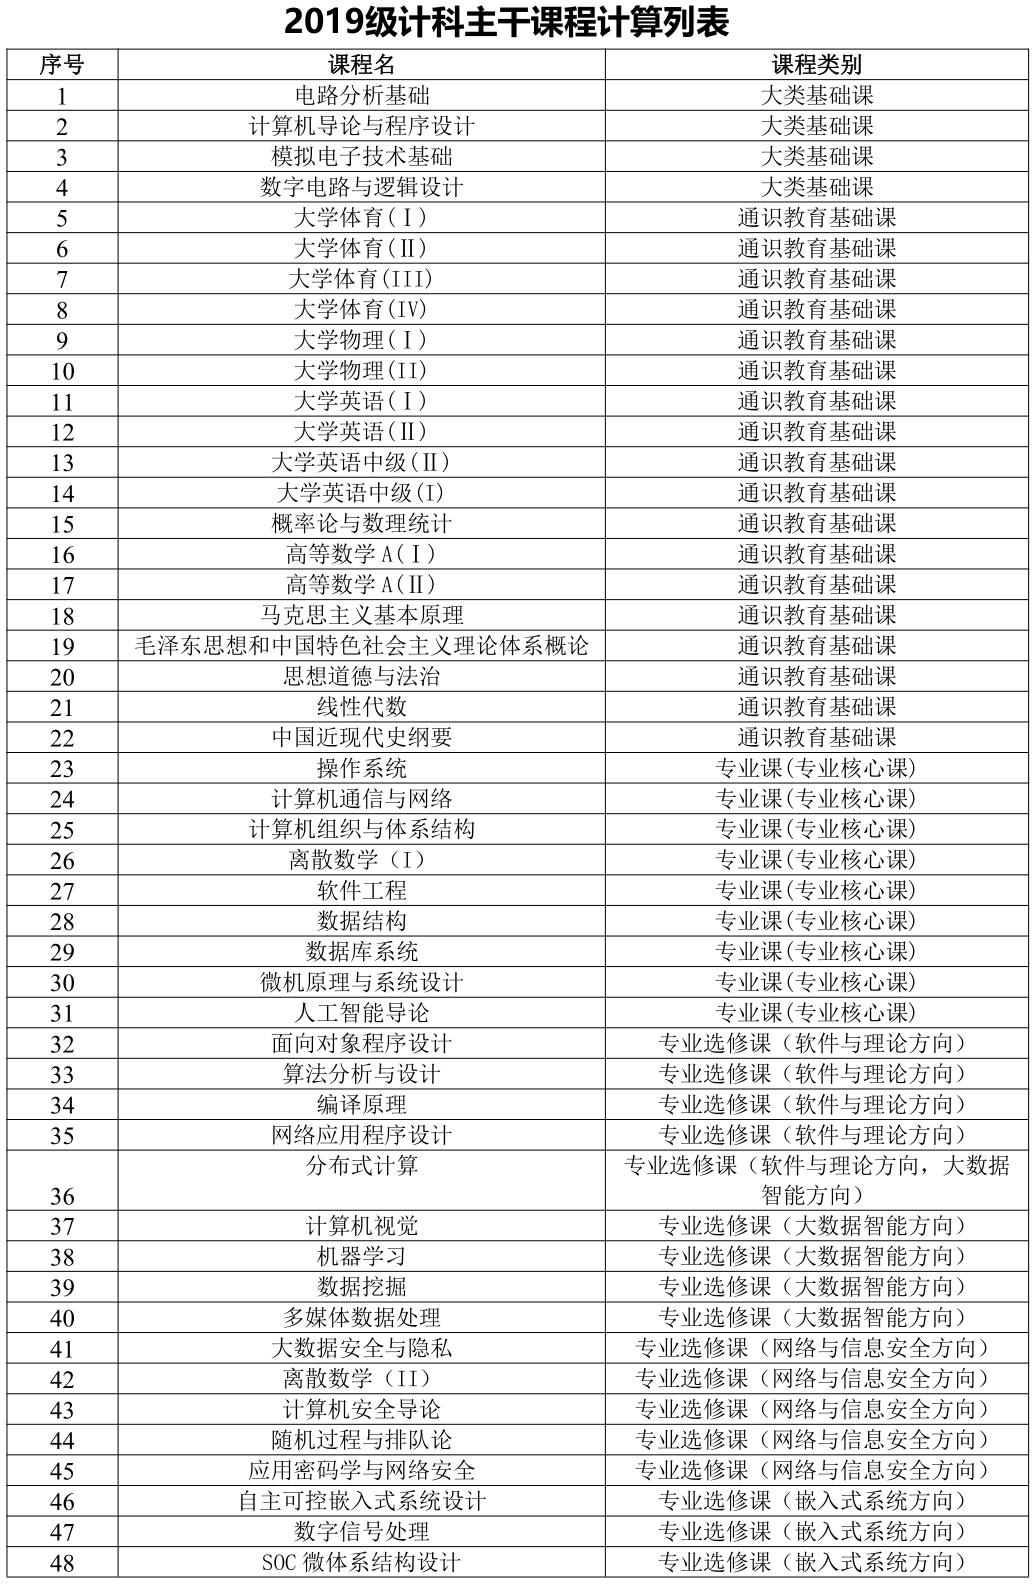 2019级计科主干课程计算列表
序号 课程名 课程类别
1 电路分析基础 大类基础课
2 计算机导论与程序设计 大类基础课
3 模拟电子技术基础 大类基础课
4 数字电路与逻辑设计 大类基础课
5 大学体育(Ⅰ) 通识教育基础课
6 大学体育(Ⅱ) 通识教育基础课
7 大学体育(III) 通识教育基础课
8 大学体育(IV) 通识教育基础课
9 大学物理(Ⅰ) 通识教育基础课
10 大学物理(II) 通识教育基础课
11 大学英语(Ⅰ) 通识教育基础课
12 大学英语(Ⅱ) 通识教育基础课
13 大学英语中级(Ⅱ) 通识教育基础课
14 大学英语中级(I) 通识教育基础课
15 概率论与数理统计 通识教育基础课
16 高等数学 A(Ⅰ) 通识教育基础课
17 高等数学 A(Ⅱ) 通识教育基础课
18 马克思主义基本原理 通识教育基础课
19 毛泽东思想和中国特色社会主义理论体系概论 通识教育基础课
20 思想道德与法治 通识教育基础课
21 线性代数 通识教育基础课
22 中国近现代史纲要 通识教育基础课
23 操作系统 专业课(专业核心课)
24 计算机通信与网络 专业课(专业核心课)
25 计算机组织与体系结构 专业课(专业核心课)
26 离散数学（I） 专业课(专业核心课)
27 软件工程 专业课(专业核心课)
28 数据结构 专业课(专业核心课)
29 数据库系统 专业课(专业核心课)
30 微机原理与系统设计 专业课(专业核心课)
31 人工智能导论 专业课(专业核心课)
32 面向对象程序设计 专业选修课（软件与理论方向）
33 算法分析与设计 专业选修课（软件与理论方向）
34 编译原理 专业选修课（软件与理论方向）
35 网络应用程序设计 专业选修课（软件与理论方向）
分布式计算 专业选修课（软件与理论方向，大数据
36 智能方向）
37 计算机视觉 专业选修课（大数据智能方向）
38 机器学习 专业选修课（大数据智能方向）
39 数据挖掘 专业选修课（大数据智能方向）
40 多媒体数据处理 专业选修课（大数据智能方向）
41 大数据安全与隐私 专业选修课（网络与信息安全方向）
42 离散数学（II） 专业选修课（网络与信息安全方向）
43 计算机安全导论 专业选修课（网络与信息安全方向）
44 随机过程与排队论 专业选修课（网络与信息安全方向）
45 应用密码学与网络安全 专业选修课（网络与信息安全方向）
46 自主可控嵌入式系统设计 专业选修课（嵌入式系统方向）
47 数字信号处理 专业选修课（嵌入式系统方向）
48 SOC 微体系结构设计 专业选修课（嵌入式系统方向）